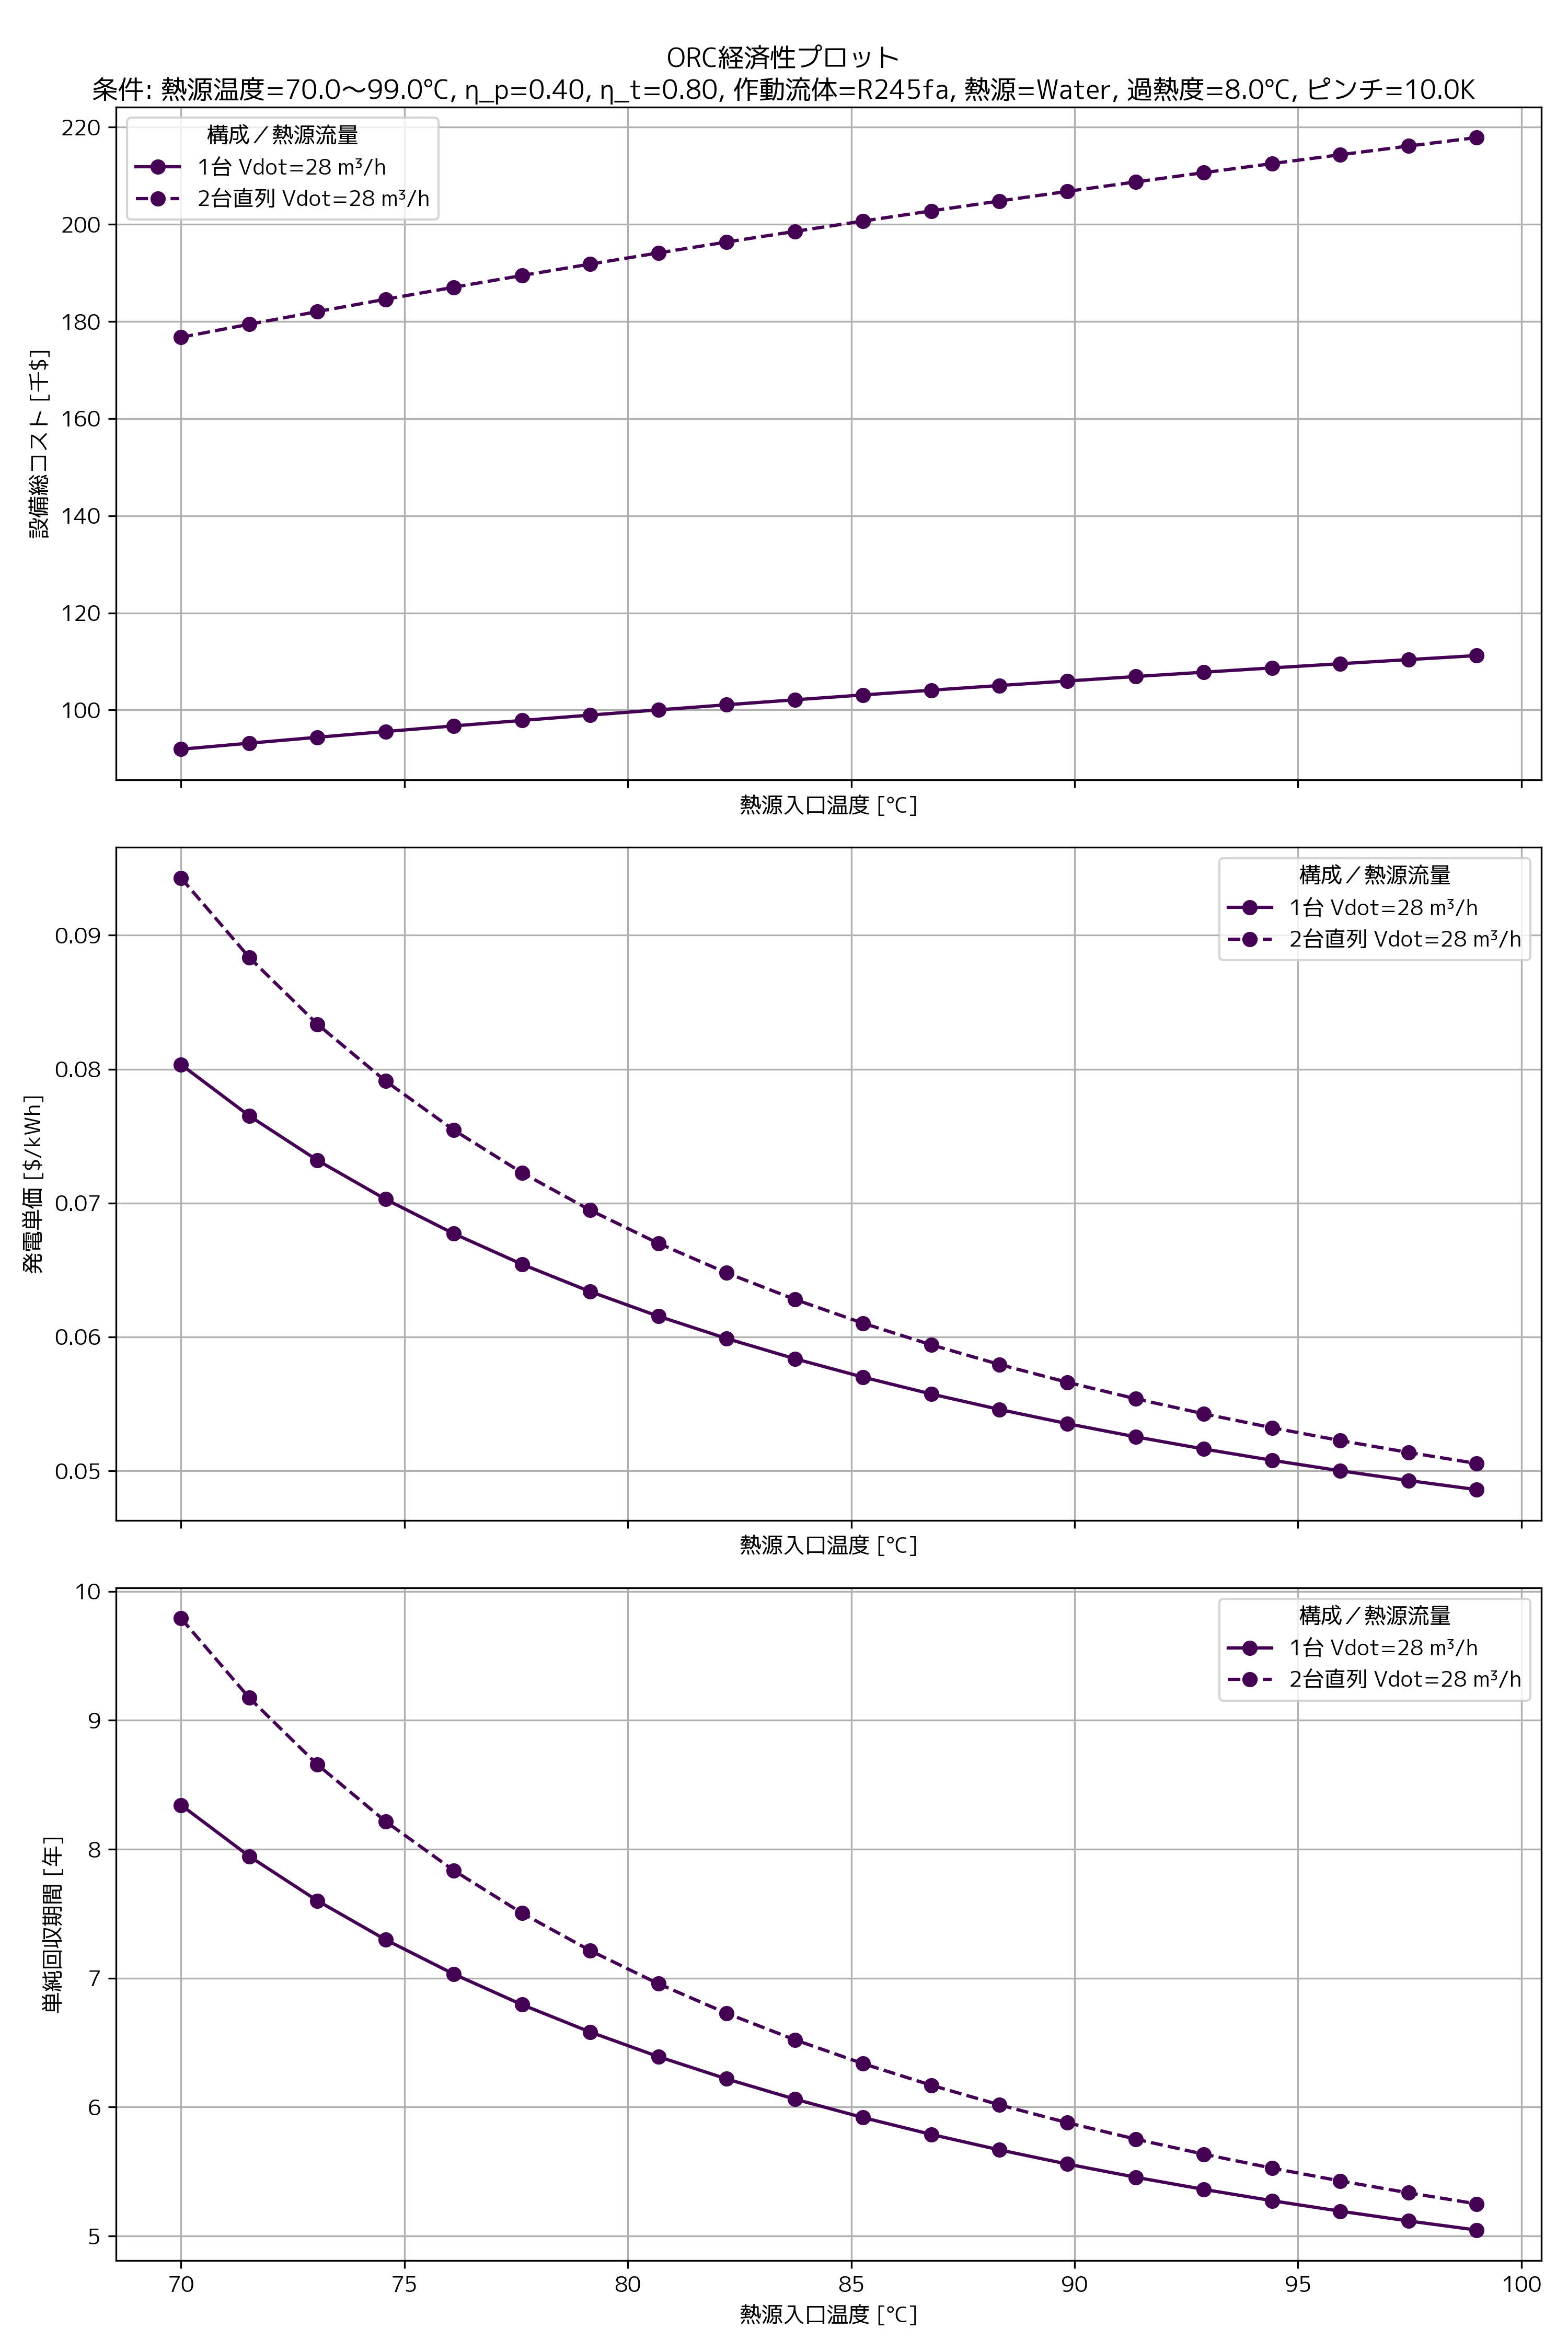 ORC経済性プロット
条件: 熱源温度=70.0～99.0℃, η_p=0.40, η_t=0.80, 作動流体=R245fa, 熱源=Water, 過熱度=8.0℃, ピンチ=10.0K
220
200
180
160
140
120
100
設備総コスト [千$]
構成／熱源流量
1台 Vdot=28 m³/h
2台直列 Vdot=28 m³/h
熱源入口温度 [℃]
0.09
0.08
0.07
0.06
0.05
発電単価 [$/kWh]
構成／熱源流量
1台 Vdot=28 m³/h
2台直列 Vdot=28 m³/h
熱源入口温度 [℃]
10
9
8
7
6
5
単純回収期間 [年]
構成／熱源流量
1台 Vdot=28 m³/h
2台直列 Vdot=28 m³/h
70 75 80 85 90 95 100
熱源入口温度 [℃]